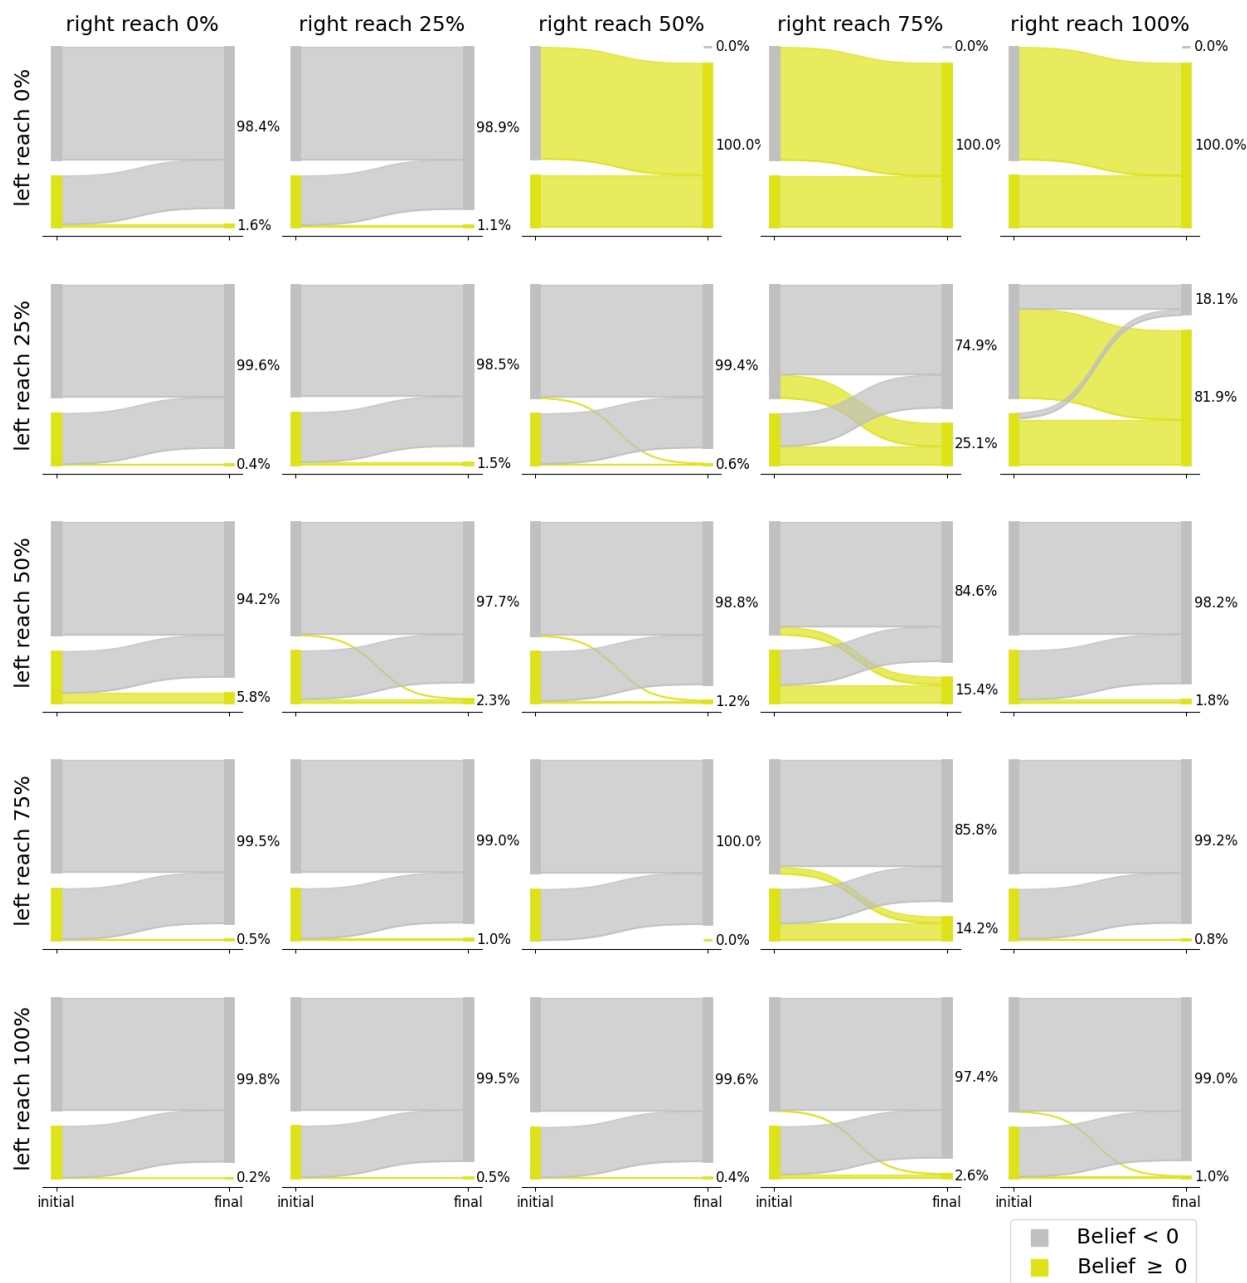 right reach 0% right reach 25% right reach 50% right reach 75% right reach 100%
left reach 0%
0.0% 0.0% 0.0%
98.4% 98.9% 100.0% 100.0% 100.0%
1.6% 1.1%
left reach 25%
99.6% 98.5% 99.4% 74.9% 18.1%
81.9%
0.4% 1.5% 0.6% 25.1%
left reach 50%
94.2% 97.7% 98.8% 84.6% 98.2%
5.8% 2.3% 1.2% 15.4% 1.8%
left reach 75%
99.5% 99.0% 100.0% 85.8% 99.2%
0.5% 1.0% 0.0% 14.2% 0.8%
left reach 100%
99.8% 99.5% 99.6% 97.4% 99.0%
0.2% 0.5% 0.4% 2.6% 1.0%
initial final initial final initial final initial final initial final
Belief < 0
Belief ≥ 0